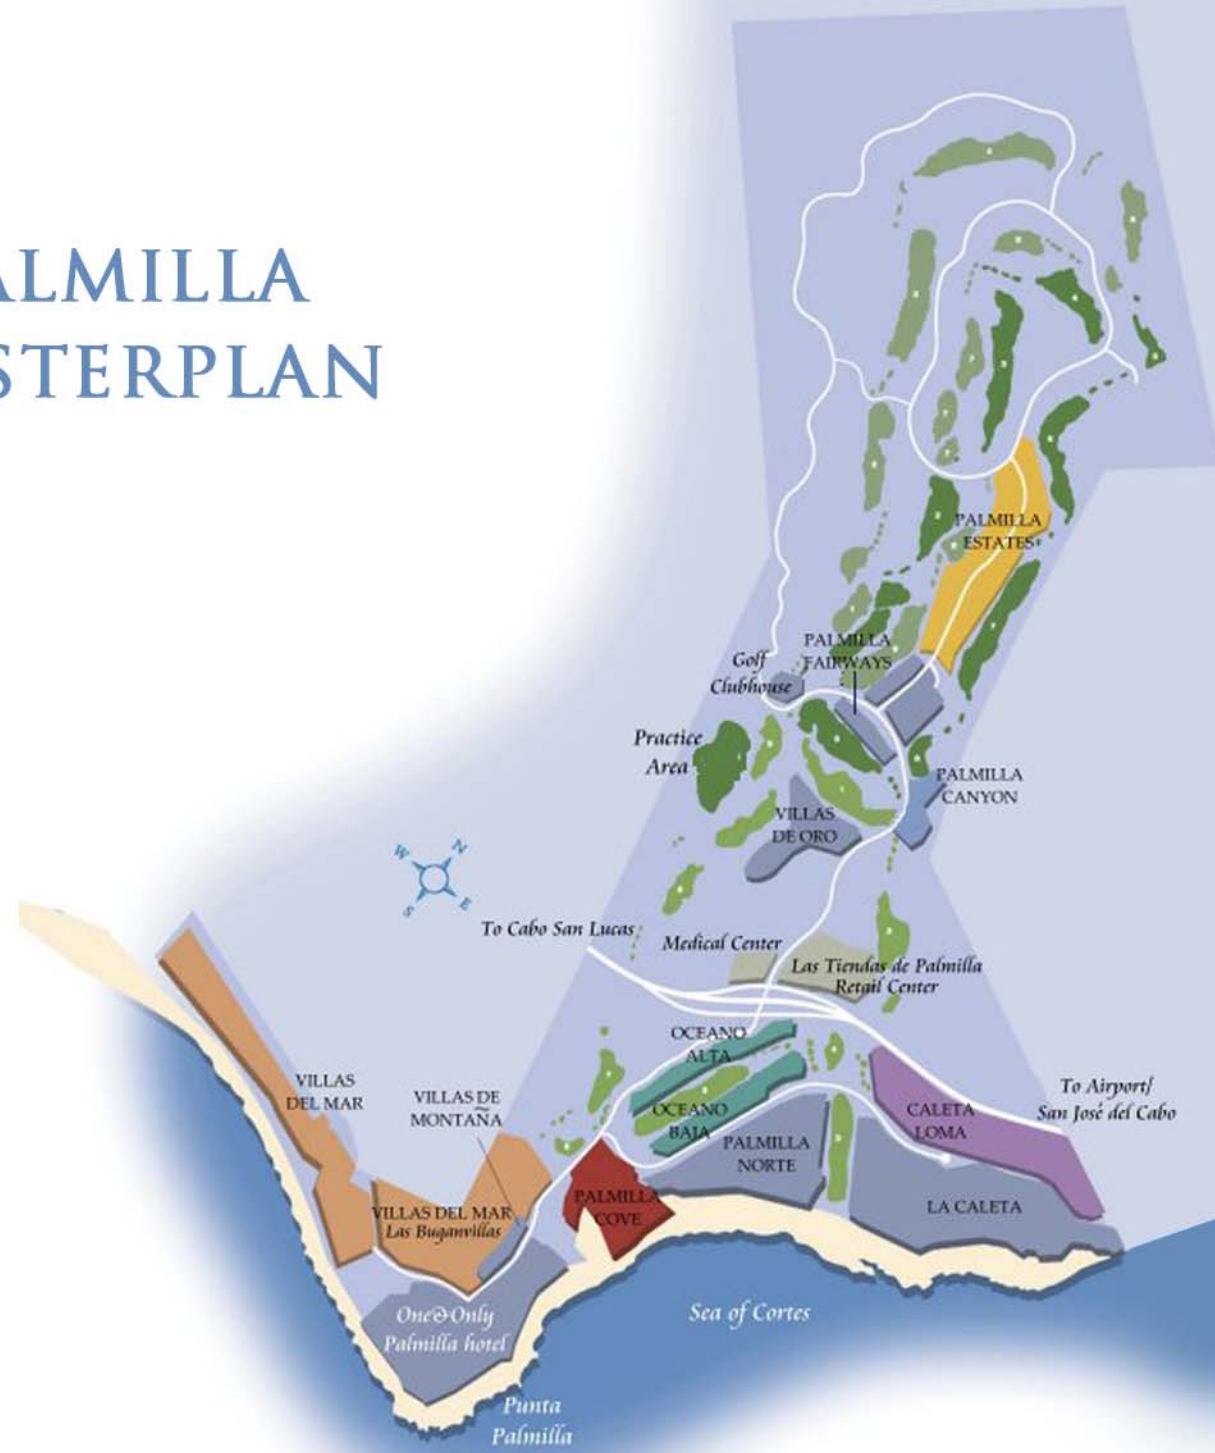 ALMILLA
STERPLAN
PALMILLA
ESTATES
PALMILLA
FAIRWAYS
Golf
Clubhouse
Practice
Area
PALMILLA
CANYON
VILLAS
DE ORO
W
N
S
E
To Cabo San Lucas
Medical Center
Las Tiendas de Palmilla
Retail Center
OCEANO
ALTA
VILLAS
DEL MAR
VILLAS DE
MONTAÑA
OCEANO
BAJA
PALMILLA
NORTE
CALETA
LOMA
To Airport/
San José del Cabo
PALMILLA
COVE
VILLAS DEL MAR
Las Buganvillas
LA CALETA
One&Only
Palmilla hotel
Sea of Cortes
Punta
Palmilla